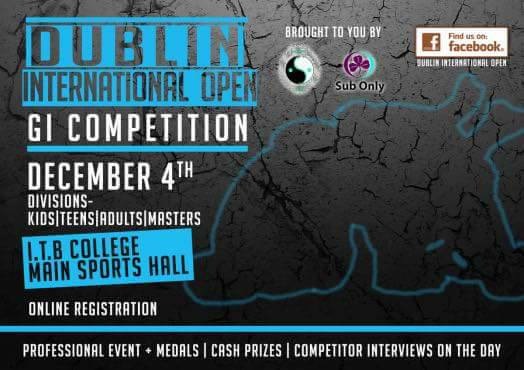 DUBLIN
INTERNATIONAL OPEN
GI COMPETITION
DECEMBER 4TH
DIVISIONS-
KIDS|TEENS|ADULTS|MASTERS
I.T.B COLLEGE
MAIN SPORTS HALL
ONLINE REGISTRATION
BROUGHT TO YOU BY
Sub Only
Find us on:
facebook
DUBLIN INTERNATIONAL OPEN
PROFESSIONAL EVENT + MEDALS | CASH PRIZES | COMPETITOR INTERVIEWS ON THE DAY